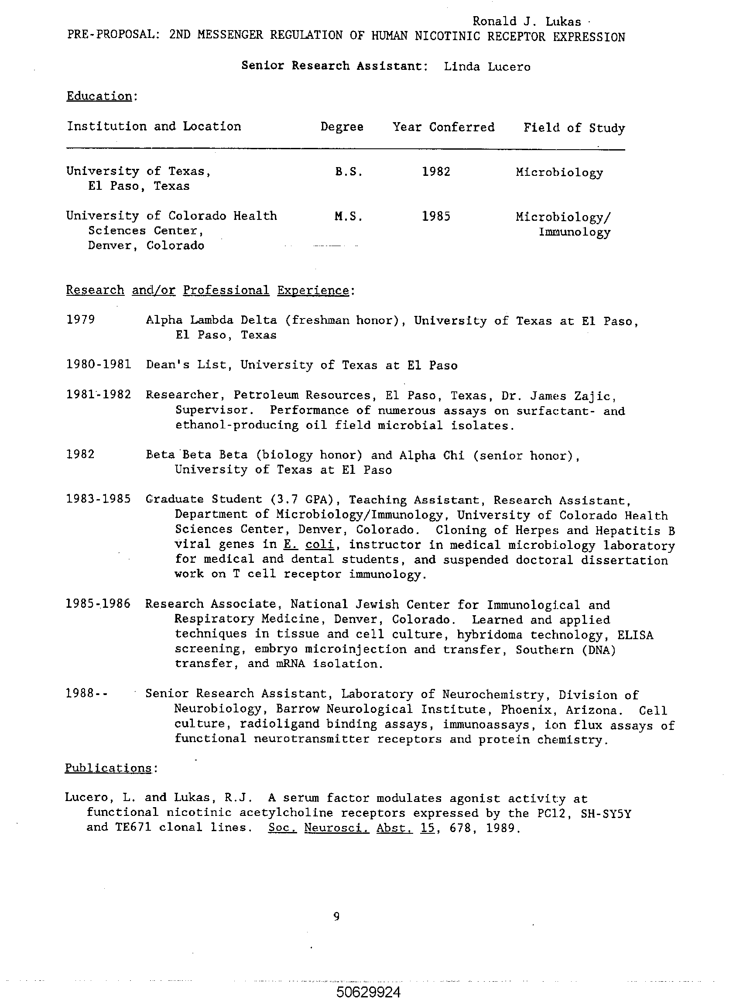 Ronald J. Lukas
PRE-PROPOSAL: 2ND MESSENGER REGULATION OF HUMAN NICOTINIC RECEPTOR EXPRESSION
Senior Research Assistant: Linda Lucero
Education:
Institution and Location Degree Year Conferred Field of Study
University of Texas, B.S. 1982 Microbiology
El Paso, Texas
University of Colorado Health M.S. 1985 Microbiology/
Sciences Center, Immunology
Denver, Colorado
Research and/or Professional Experience:
1979 Alpha Lambda Delta (freshman honor), University of Texas at El Paso,
El Paso, Texas
1980-1981 Dean's List, University of Texas at El Paso
1981-1982 Researcher, Petroleum Resources, El Paso, Texas, Dr. James Zajic,
Supervisor. Performance of numerous assays on surfactant- and
ethanol-producing oil field microbial isolates.
1982 Beta Beta Beta (biology honor) and Alpha Chi (senior honor),
University of Texas at El Paso
1983-1985 Graduate Student (3.7 GPA), Teaching Assistant, Research Assistant,
Department of Microbiology/Immunology, University of Colorado Health
Sciences Center, Denver, Colorado. Cloning of Herpes and Hepatitis B
viral genes in E. coli, instructor in medical microbiology laboratory
for medical and dental students, and suspended doctoral dissertation
work on T cell receptor immunology.
1985-1986 Research Associate, National Jewish Center for Immunological and
Respiratory Medicine, Denver, Colorado. Learned and applied
techniques in tissue and cell culture, hybridoma technology, ELISA
screening, embryo microinjection and transfer, Southern (DNA)
transfer, and mRNA isolation.
1988-- Senior Research Assistant, Laboratory of Neurochemistry, Division of
Neurobiology, Barrow Neurological Institute, Phoenix, Arizona. Cell
culture, radioligand binding assays, immunoassays, ion flux assays of
functional neurotransmitter receptors and protein chemistry.
Publications:
Lucero, L. and Lukas, R.J. A serum factor modulates agonist activity at
functional nicotinic acetylcholine receptors expressed by the PC12, SH-SY5Y
and TE671 clonal lines. Soc. Neurosci. Abst. 15, 678, 1989.
9
50629924